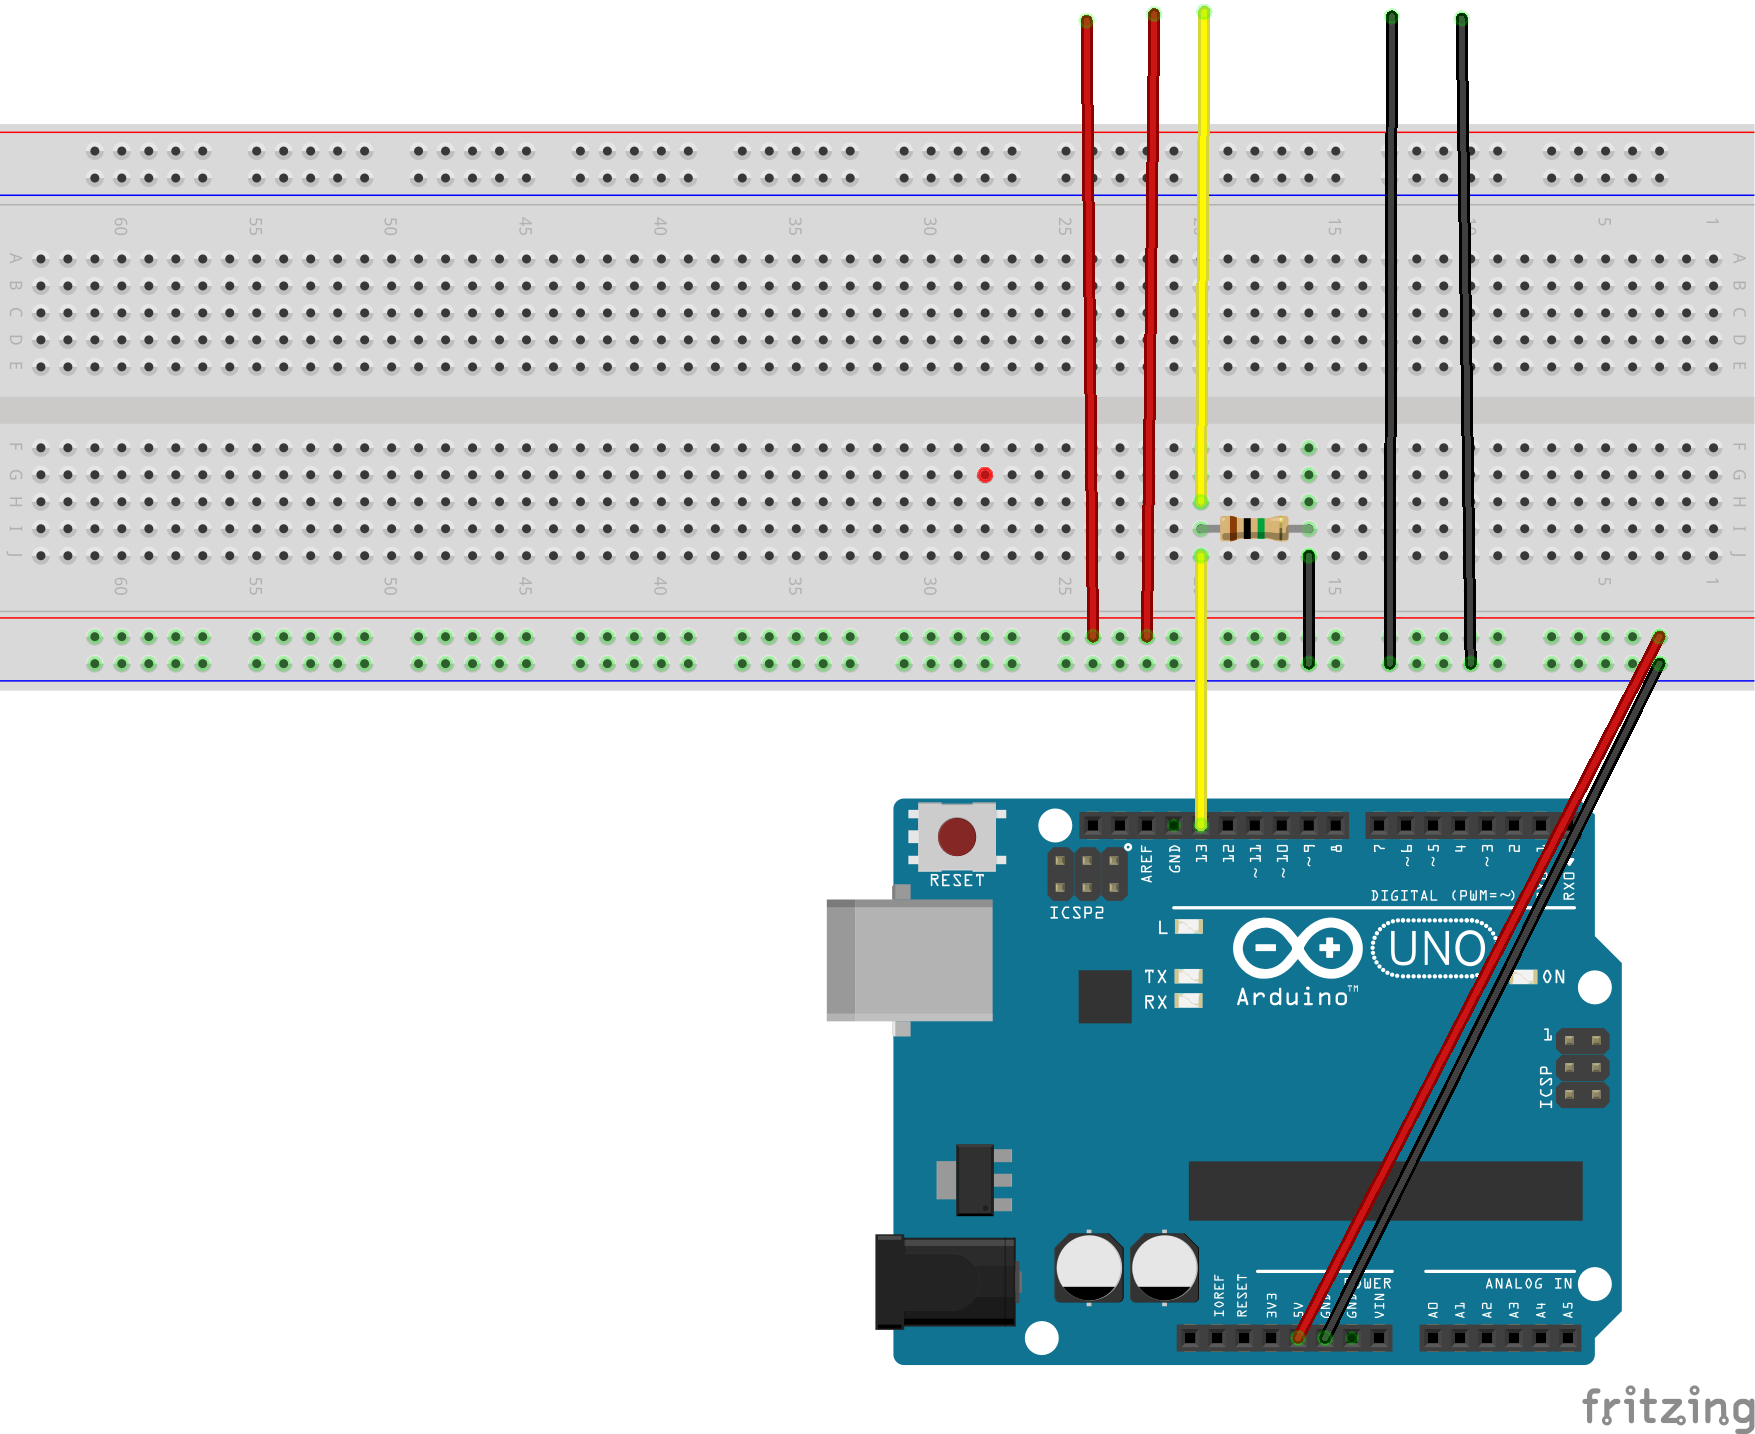 60 55 50 45 40 35 30 25 15 5 1
A A
B B
C C
D D
E E
F F
G G
H H
I I
J J
60 55 50 45 40 35 30 25 15 5 1
AREF GND 13 12 ~11 ~10 ~9 8 7 ~6 ~5 4 ~3 2
RX0
RESET
ICSP2
DIGITAL (PWM=~)
L
TX
RX
UNO
Arduino™
ON
1
ICSP
POWER
ANALOG IN
IOREF RESET 3V3 5V GND GND VIN A0 A1 A2 A3 A4 A5
fritzing